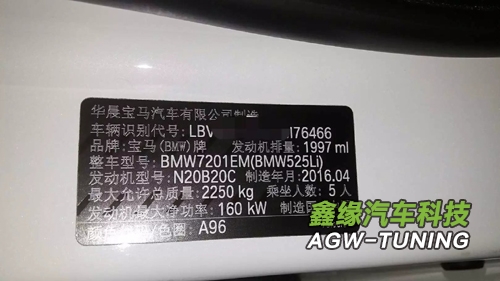 华晨宝马汽车有限公司制造
车辆识别代号: LBV I76466
品牌: 宝马(BMW)牌 发动机排量: 1997 ml
整车型号: BMW7201EM(BMW525Li)
发动机型号: N20B20C 制造年月: 2016.04
最大允许总质量: 2250 kg 乘坐人数: 5 人
发动机最大净功率: 160 kW 制造
色圈: A96
鑫缘汽车科技
AGW-TUNING